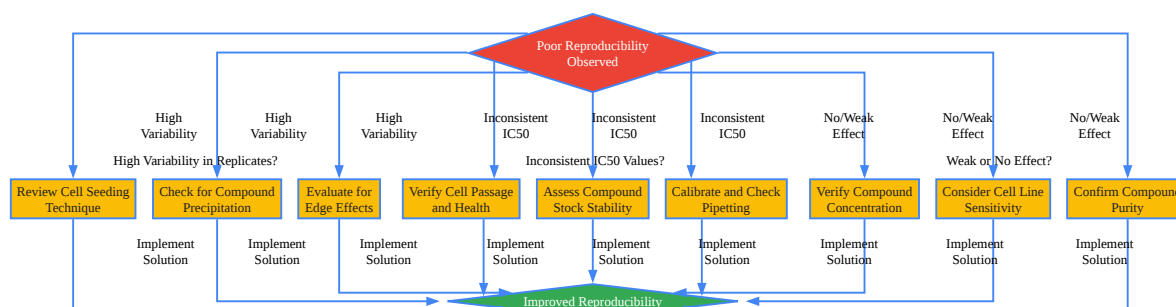 Poor Reproducibility
Observed
High
Variability
High
Variability
High
Variability
Inconsistent
IC50
Inconsistent
IC50
Inconsistent
IC50
No/Weak
Effect
No/Weak
Effect
No/Weak
Effect
High Variability in Replicates?
Inconsistent IC50 Values?
Weak or No Effect?
Review Cell Seeding
Technique
Check for Compound
Precipitation
Evaluate for
Edge Effects
Verify Cell Passage
and Health
Assess Compound
Stock Stability
Calibrate and Check
Pipetting
Verify Compound
Concentration
Consider Cell Line
Sensitivity
Confirm Compound
Purity
Implement
Solution
Implement
Solution
Implement
Solution
Implement
Solution
Implement
Solution
Implement
Solution
Implement
Solution
Implement
Solution
Implement
Solution
Improved Reproducibility